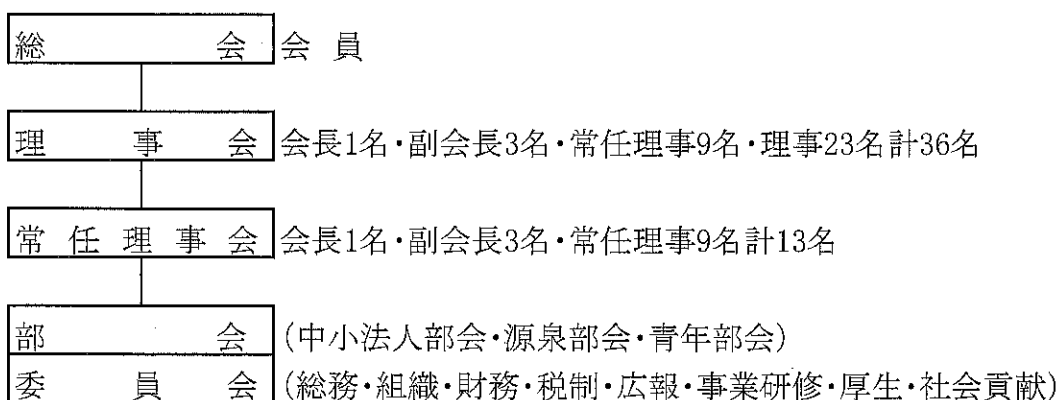 総会 会員
理事会 会長1名・副会長3名・常任理事9名・理事23名計36名
常任理事会 会長1名・副会長3名・常任理事9名計13名
部会 (中小法人部会・源泉部会・青年部会)
委員会 (総務・組織・財務・税制・広報・事業研修・厚生・社会貢献)